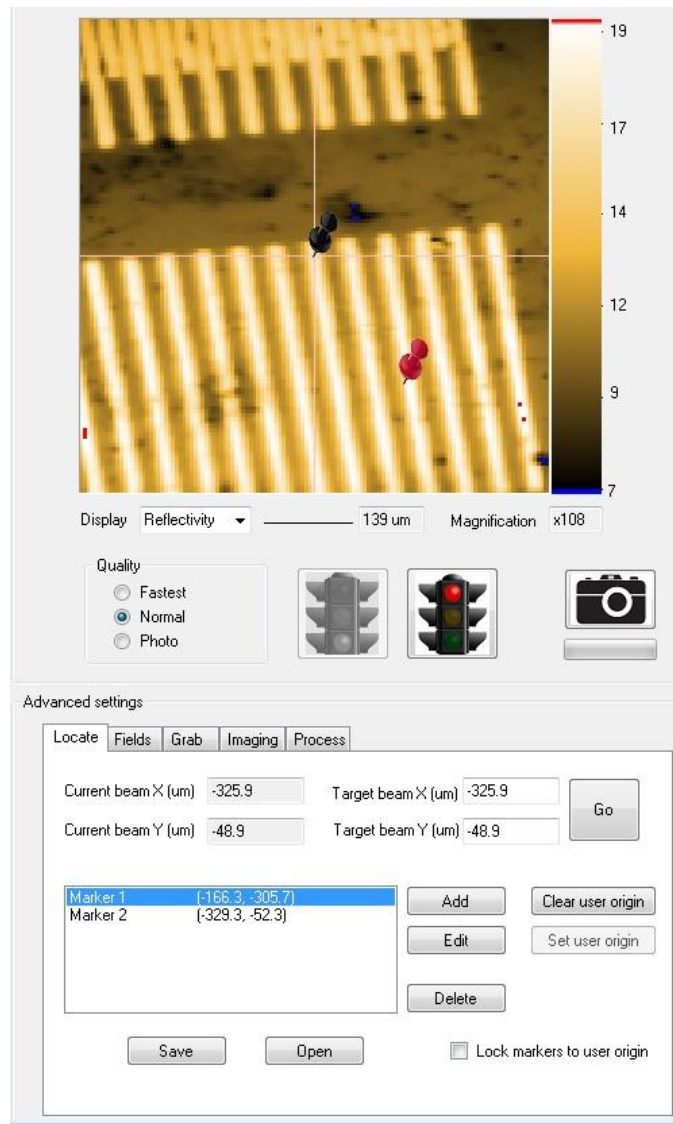 19
17
14
12
9
7
Display Reflectivity 139 um Magnification x108
Quality
Fastest
Normal
Photo
Advanced settings
Locate Fields Grab Imaging Process
Current beam X (um) -325.9 Target beam X (um) -325.9
Go
Current beam Y (um) -48.9 Target beam Y (um) -48.9
Marker 1 (-166.3, -305.7) Add Clear user origin
Marker 2 (-329.3, -52.3)
Edit Set user origin
Delete
Save Open Lock markers to user origin